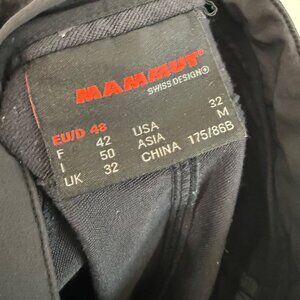 MAMMUT
SWISS DESIGN®
EU/D 48 USA 32
F 42 ASIA M
I 50 CHINA 175/86B
UK 32